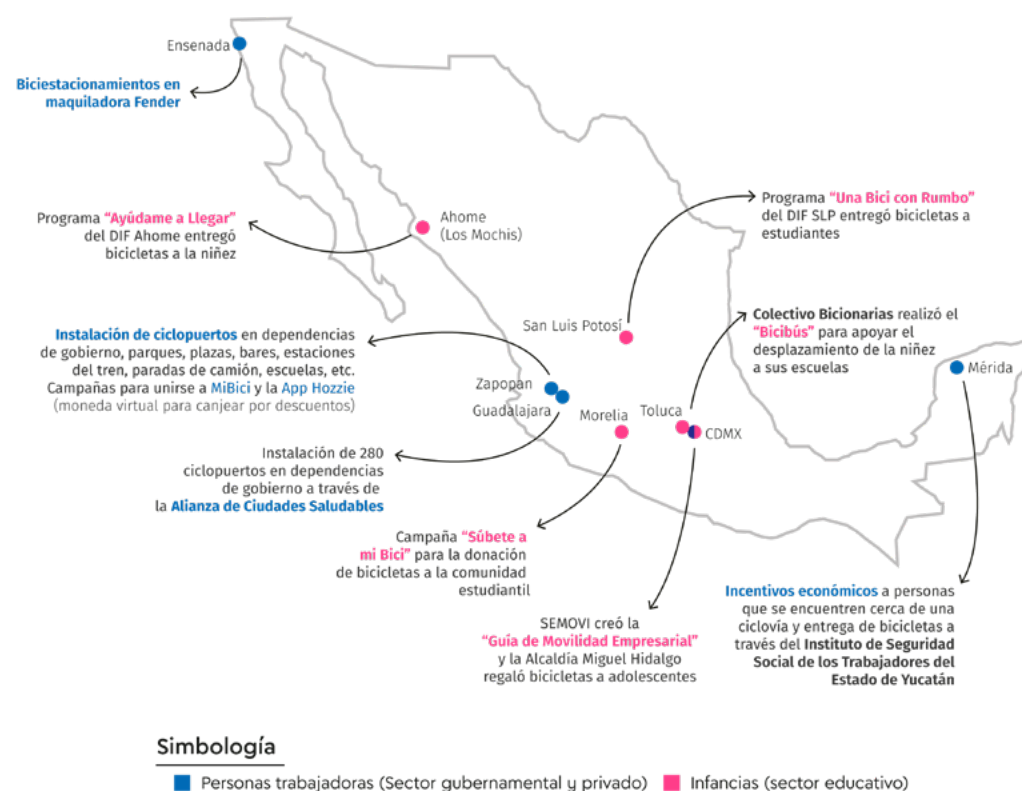 Ensenada
Biciestacionamientos en
maquiladora Fender
Programa “Ayúdame a Llegar”
del DIF Ahome entregó
bicicletas a la niñez
Ahome
(Los Mochis)
Programa “Una Bici con Rumbo”
del DIF SLP entregó bicicletas a
estudiantes
San Luis Potosí
Colectivo Bicionarias realizó el
“Bicibús” para apoyar el
desplazamiento de la niñez
a sus escuelas
Instalación de ciclopuertos en dependencias
de gobierno, parques, plazas, bares, estaciones
del tren, paradas de camión, escuelas, etc.
Campañas para unirse a MiBici y la App Hozzie
(moneda virtual para canjear por descuentos)
Zapopan
Guadalajara
Morelia
Toluca
CDMX
Mérida
Instalación de 280
ciclopuertos en dependencias
de gobierno a través de
la Alianza de Ciudades Saludables
Campaña “Súbete a
mi Bici” para la donación
de bicicletas a la comunidad
estudiantil
SEMOVI creó la
“Guía de Movilidad Empresarial”
y la Alcaldía Miguel Hidalgo
regaló bicicletas a adolescentes
Incentivos económicos a personas
que se encuentren cerca de una
ciclovía y entrega de bicicletas a
través del Instituto de Seguridad
Social de los Trabajadores del
Estado de Yucatán
Simbología
Personas trabajadoras (Sector gubernamental y privado)
Infancias (sector educativo)